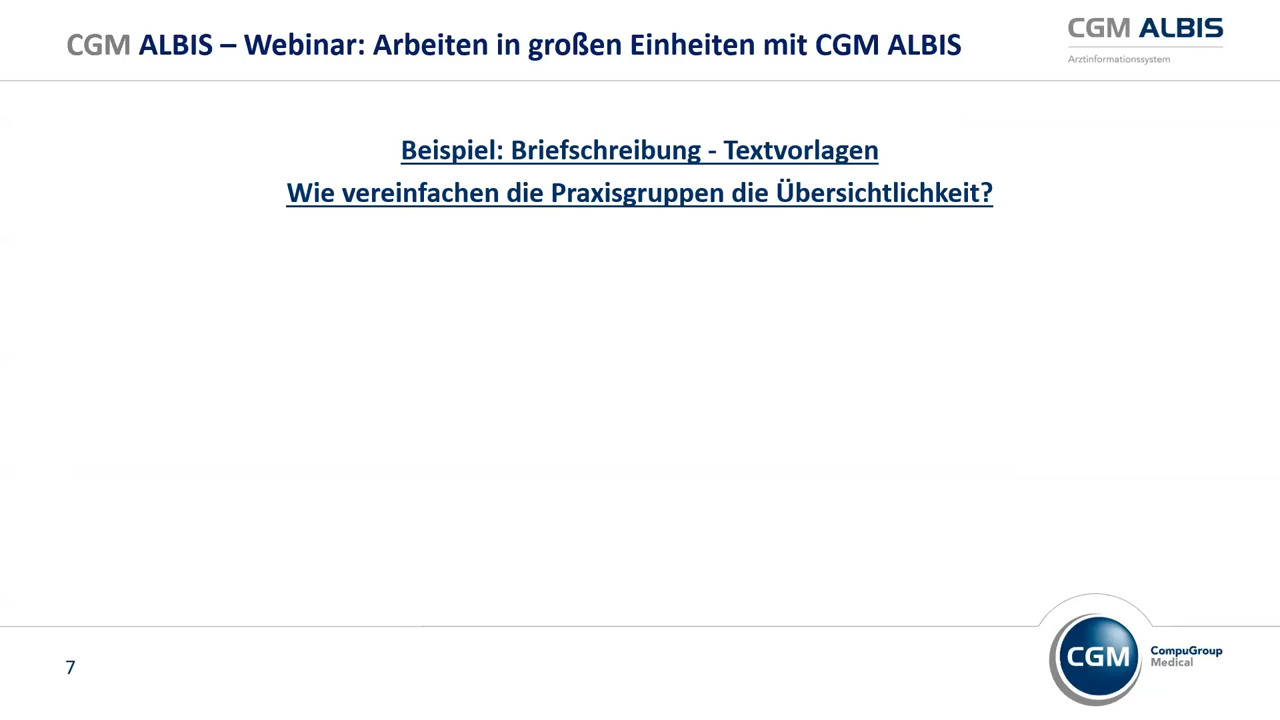 CGM ALBIS – Webinar: Arbeiten in großen Einheiten mit CGM ALBIS
CGM ALBIS
Arztinformationssystem
Beispiel: Briefschreibung - Textvorlagen
Wie vereinfachen die Praxisgruppen die Übersichtlichkeit?
7
CGM
CompuGroup
Medical